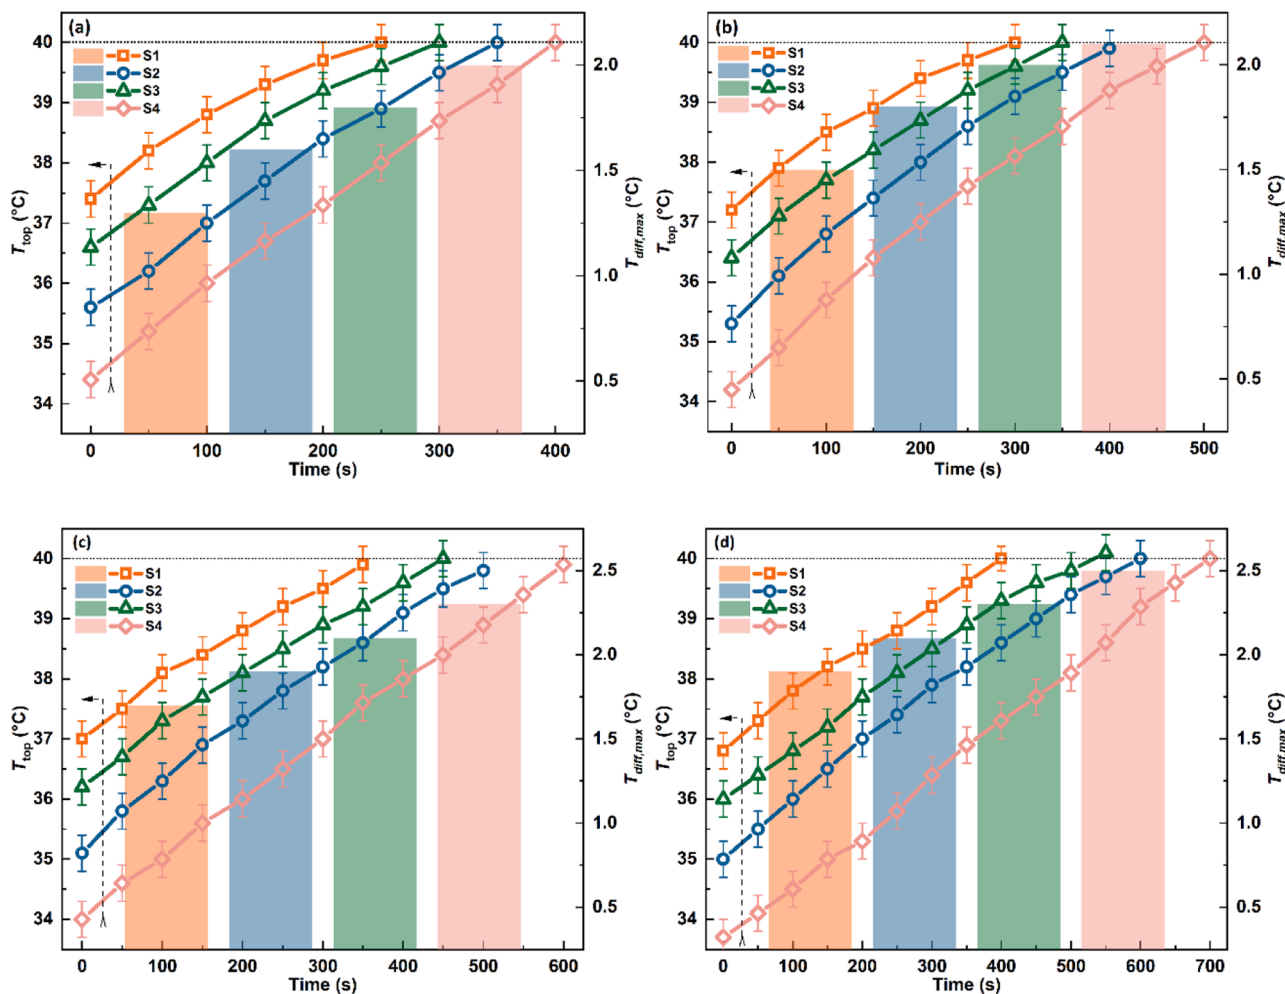 (a)
S1
S2
S3
S4
40
39
38
37
36
35
34
T_top (°C)
2.0
1.5
1.0
0.5
T_diff,max (°C)
0 100 200 300 400
Time (s)
(b)
S1
S2
S3
S4
40
39
38
37
36
35
34
T_top (°C)
2.0
1.5
1.0
0.5
T_diff,max (°C)
0 100 200 300 400 500
Time (s)
(c)
S1
S2
S3
S4
40
39
38
37
36
35
34
T_top (°C)
2.5
2.0
1.5
1.0
0.5
T_diff,max (°C)
0 100 200 300 400 500 600
Time (s)
(d)
S1
S2
S3
S4
40
39
38
37
36
35
34
T_top (°C)
2.5
2.0
1.5
1.0
0.5
T_diff,max (°C)
0 100 200 300 400 500 600 700
Time (s)